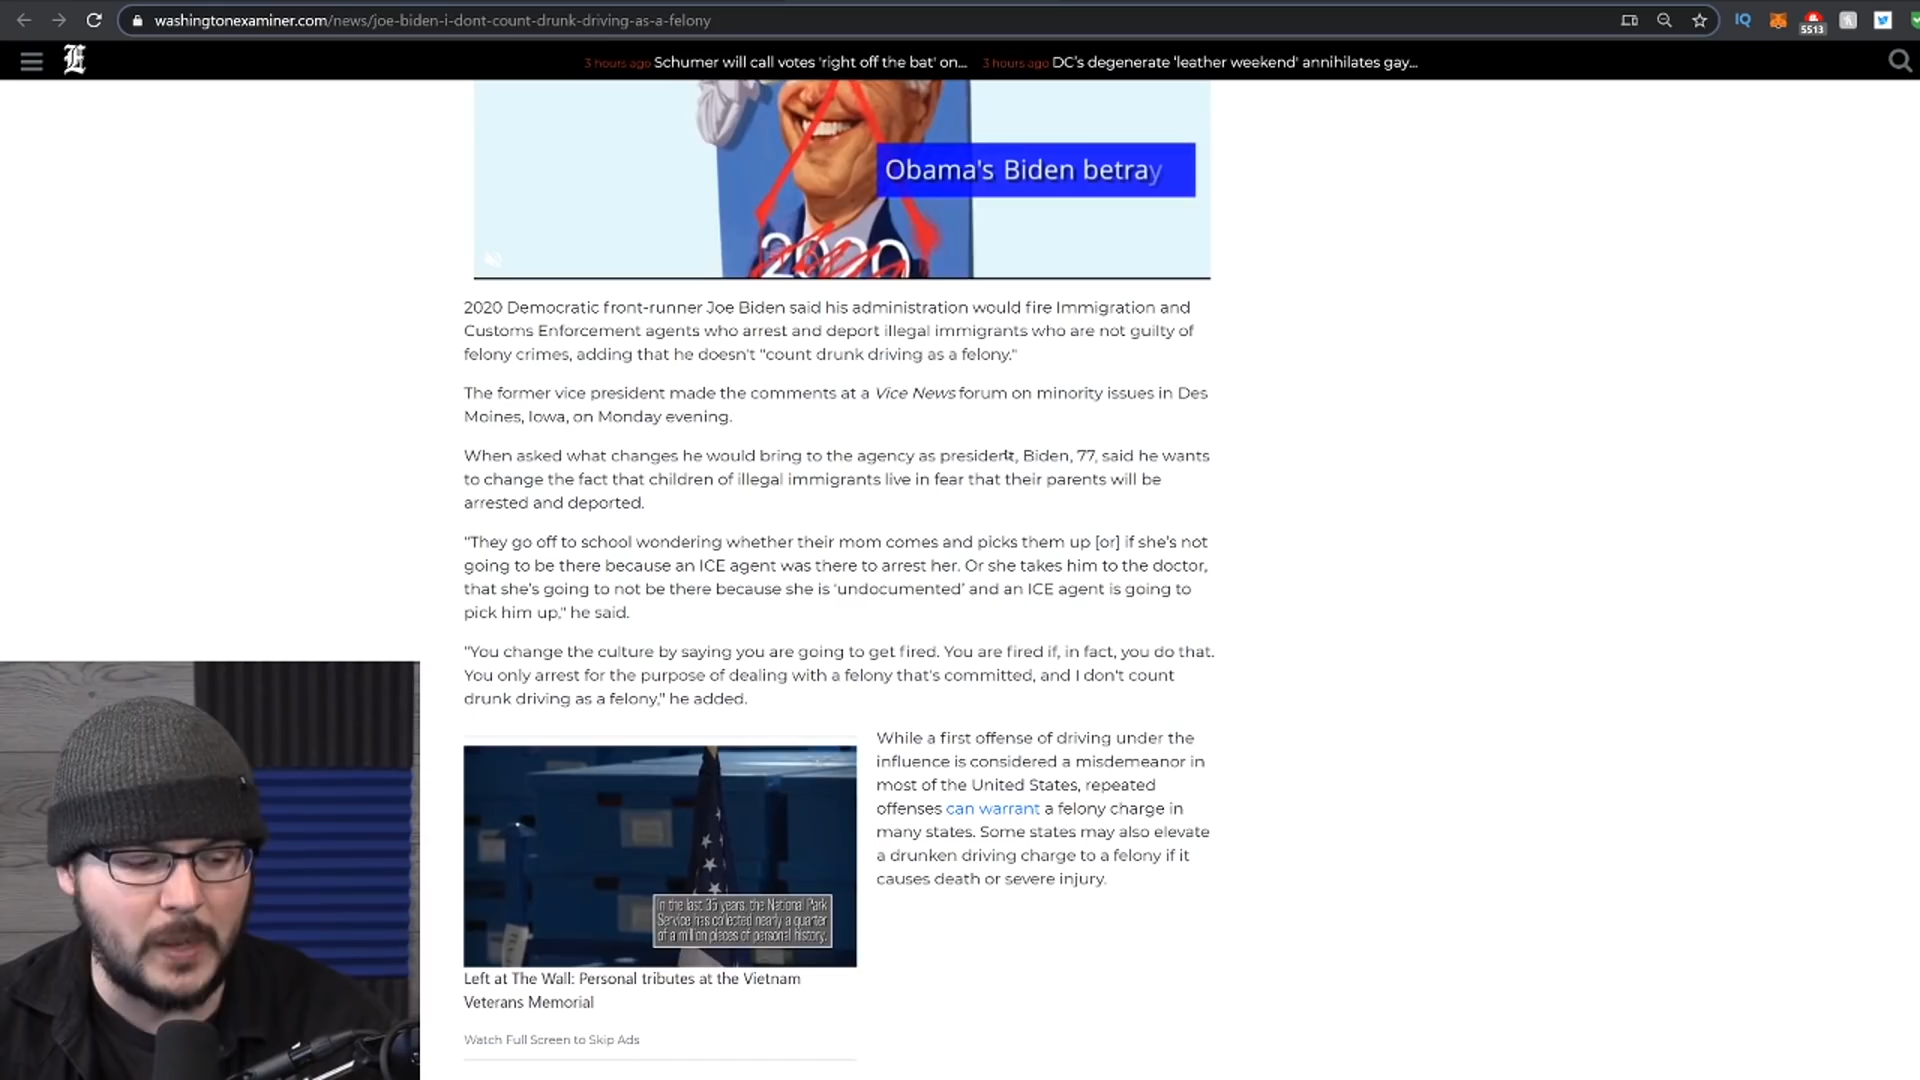 washingtonexaminer.com/news/joe-biden-i-dont-count-drunk-driving-as-a-felony
IQ
5513
3 hours ago Schumer will call votes 'right off the bat' on... 3 hours ago DC's degenerate 'leather weekend' annihilates gay...
Obama's Biden betray
2020
2020 Democratic front-runner Joe Biden said his administration would fire Immigration and
Customs Enforcement agents who arrest and deport illegal immigrants who are not guilty of
felony crimes, adding that he doesn't "count drunk driving as a felony."
The former vice president made the comments at a Vice News forum on minority issues in Des
Moines, Iowa, on Monday evening.
When asked what changes he would bring to the agency as president, Biden, 77, said he wants
to change the fact that children of illegal immigrants live in fear that their parents will be
arrested and deported.
"They go off to school wondering whether their mom comes and picks them up [or] if she's not
going to be there because an ICE agent was there to arrest her. Or she takes him to the doctor,
that she's going to not be there because she is 'undocumented' and an ICE agent is going to
pick him up," he said.
"You change the culture by saying you are going to get fired. You are fired if, in fact, you do that.
You only arrest for the purpose of dealing with a felony that's committed, and I don't count
drunk driving as a felony," he added.
While a first offense of driving under the
influence is considered a misdemeanor in
most of the United States, repeated
offenses can warrant a felony charge in
many states. Some states may also elevate
a drunken driving charge to a felony if it
causes death or severe injury.
In the last 35 years, the National Park
Service has collected nearly a quarter
of a million pieces of personal history.
Left at The Wall: Personal tributes at the Vietnam
Veterans Memorial
Watch Full Screen to Skip Ads